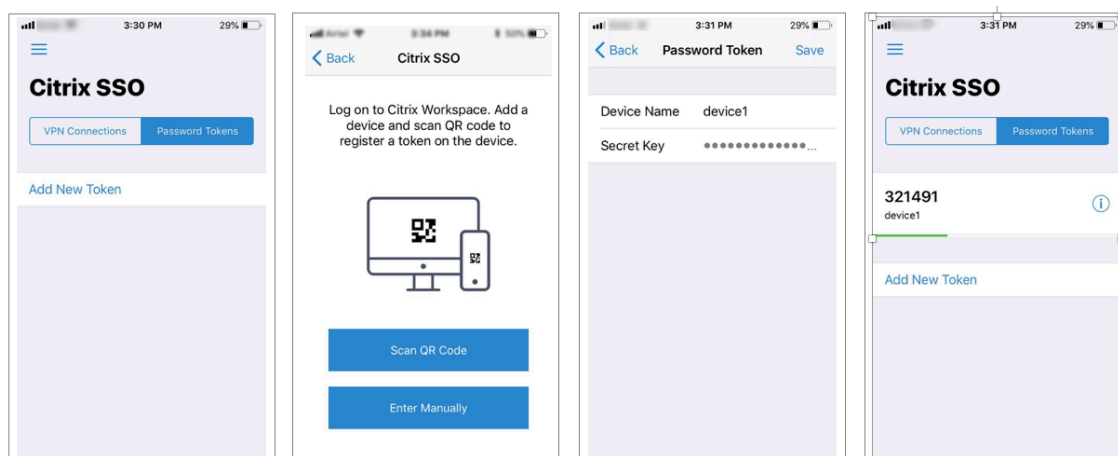 3:30 PM 29%
Citrix SSO
VPN Connections Password Tokens
Add New Token
Airtel 3:34 PM 50%
Back Citrix SSO
Log on to Citrix Workspace. Add a
device and scan QR code to
register a token on the device.
Scan QR Code
Enter Manually
3:31 PM 29%
Back Password Token Save
Device Name device1
Secret Key ●●●●●●●●●●●●●...
3:31 PM 29%
Citrix SSO
VPN Connections Password Tokens
321491
device1
Add New Token